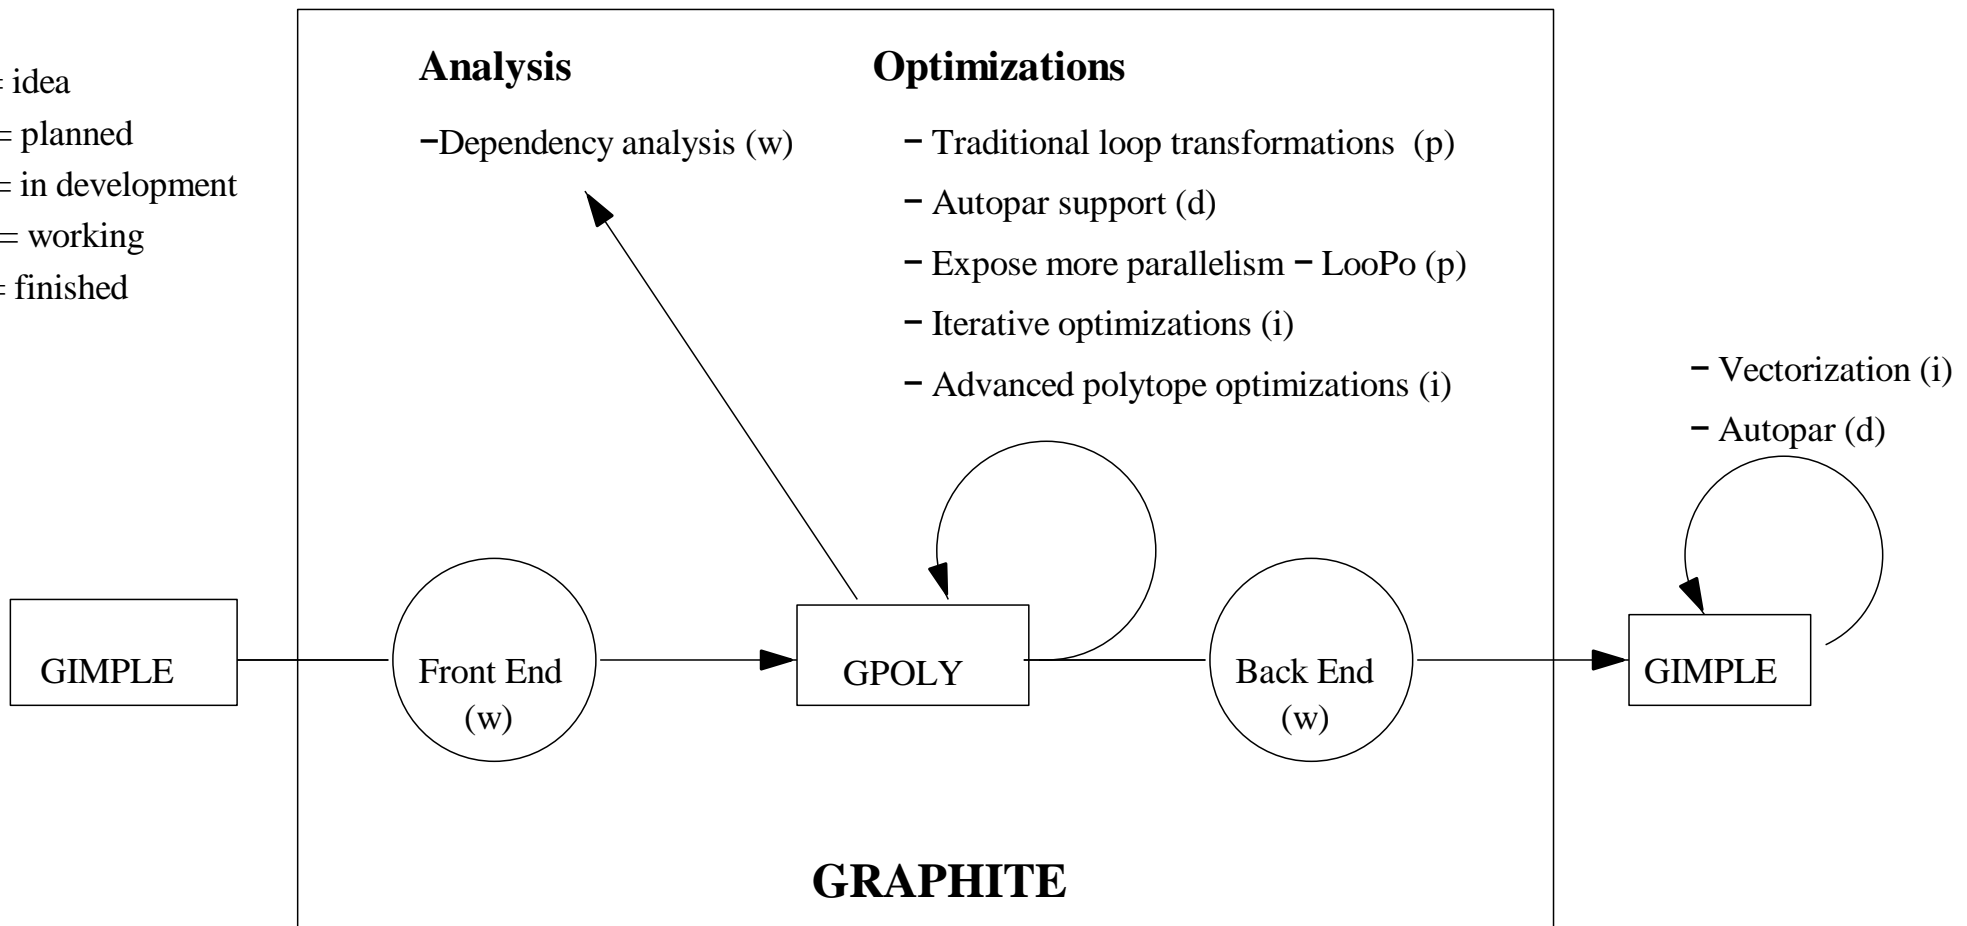 = idea
= planned
= in development
= working
= finished
Analysis
−Dependency analysis (w)
Optimizations
− Traditional loop transformations (p)
− Autopar support (d)
− Expose more parallelism − LooPo (p)
− Iterative optimizations (i)
− Advanced polytope optimizations (i)
− Vectorization (i)
− Autopar (d)
GIMPLE
Front End
(w)
GPOLY
Back End
(w)
GIMPLE
GRAPHITE